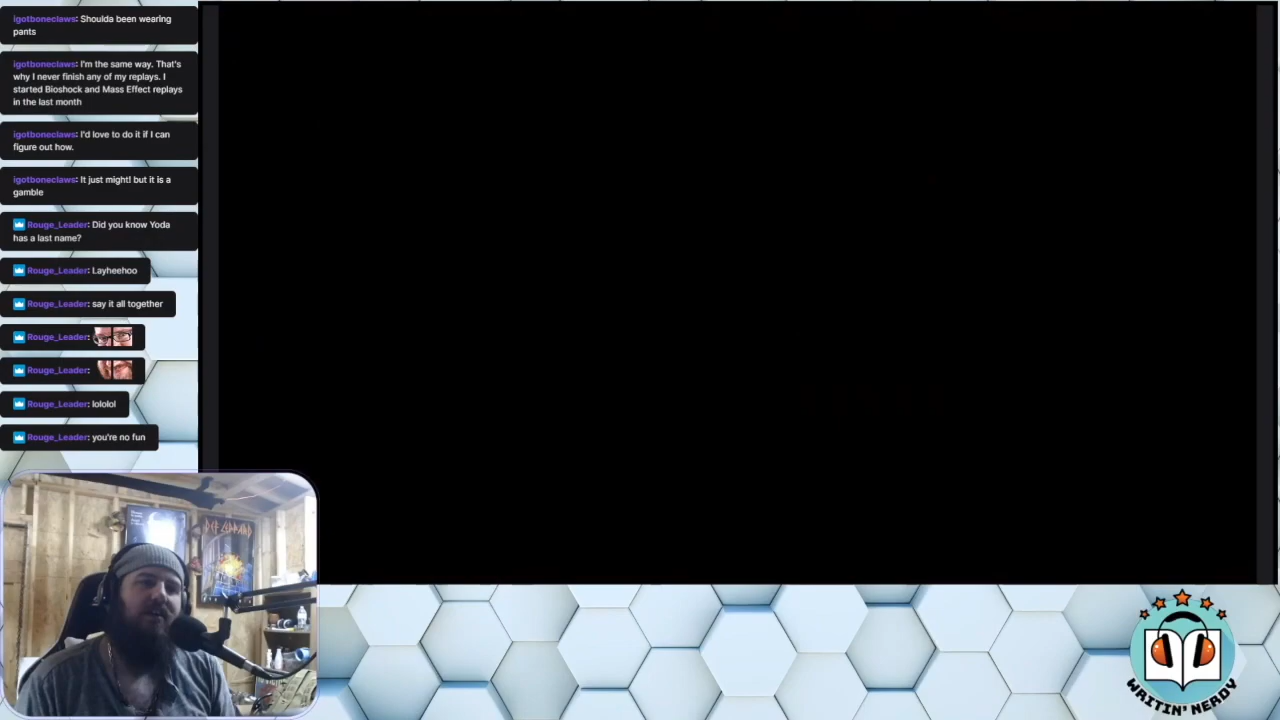 igotboneclaws: Shoulda been wearing
pants
igotboneclaws: I'm the same way. That's
why I never finish any of my replays. I
started Bioshock and Mass Effect replays
in the last month
igotboneclaws: I'd love to do it if I can
figure out how.
igotboneclaws: It just might! but it is a
gamble
Rouge_Leader: Did you know Yoda
has a last name?
Rouge_Leader: Layheehoo
Rouge_Leader: say it all together
Rouge_Leader:
Rouge_Leader:
Rouge_Leader: lololol
Rouge_Leader: you're no fun
DEF LEPPARD
WRITIN' NERDY